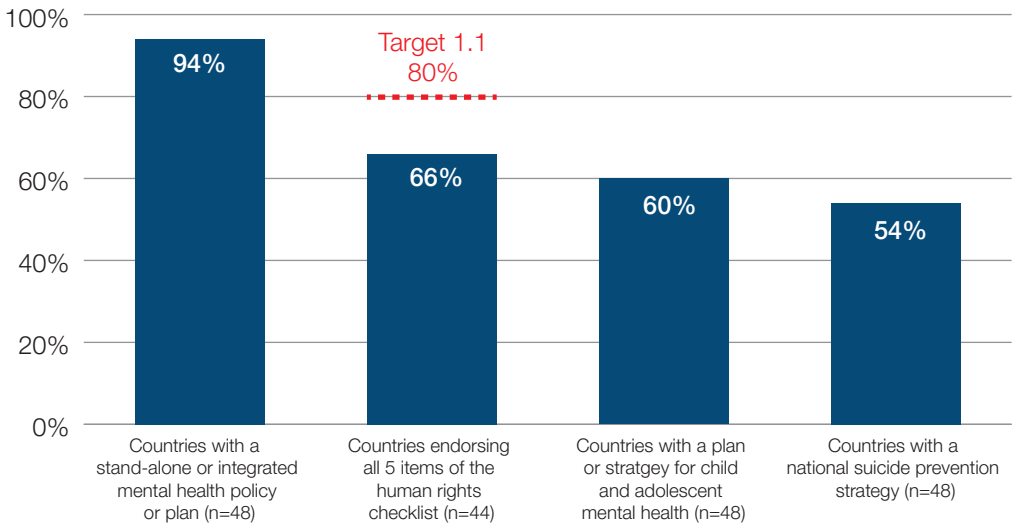 100%
80%
60%
40%
20%
0%
Target 1.1
80%
94%
66%
60%
54%
Countries with a
stand-alone or integrated
mental health policy
or plan (n=48)
Countries endorsing
all 5 items of the
human rights
checklist (n=44)
Countries with a plan
or stratgey for child
and adolescent
mental health (n=48)
Countries with a
national suicide prevention
strategy (n=48)